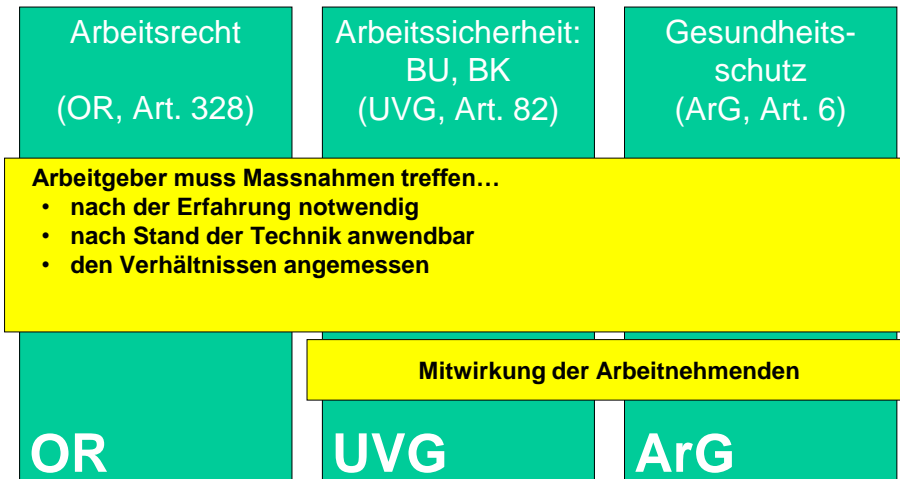 Arbeitsrecht
(OR, Art. 328)
Arbeitssicherheit:
BU, BK
(UVG, Art. 82)
Gesundheits-
schutz
(ArG, Art. 6)
Arbeitgeber muss Massnahmen treffen…
• nach der Erfahrung notwendig
• nach Stand der Technik anwendbar
• den Verhältnissen angemessen
Mitwirkung der Arbeitnehmenden
OR
UVG
ArG